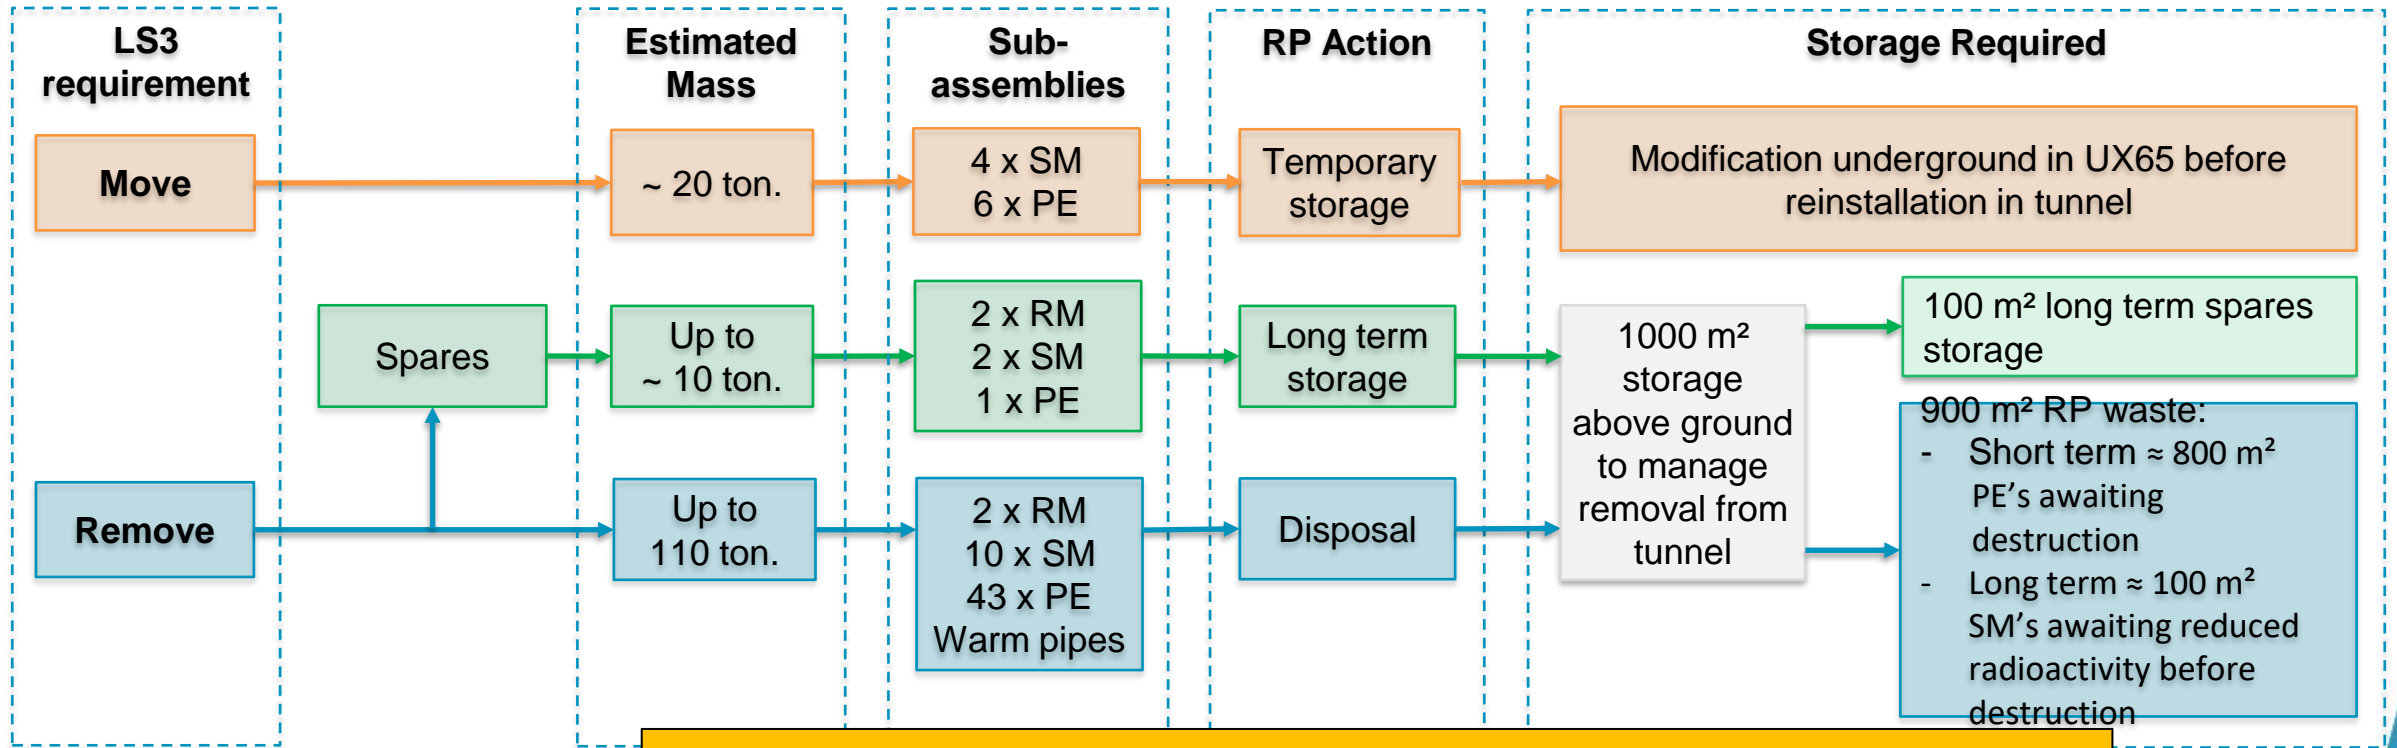 LS3
requirement
Estimated
Mass
Sub-
assemblies
RP Action
Storage Required
Move
~ 20 ton.
4 x SM
6 x PE
Temporary
storage
Modification underground in UX65 before
reinstallation in tunnel
Spares
Up to
~ 10 ton.
2 x RM
2 x SM
1 x PE
Long term
storage
1000 m²
storage
above ground
to manage
removal from
tunnel
100 m² long term spares
storage
Remove
Up to
110 ton.
2 x RM
10 x SM
43 x PE
Warm pipes
Disposal
900 m² RP waste:
- Short term ≈ 800 m²
PE's awaiting
destruction
- Long term ≈ 100 m²
SM's awaiting reduced
radioactivity before
destruction